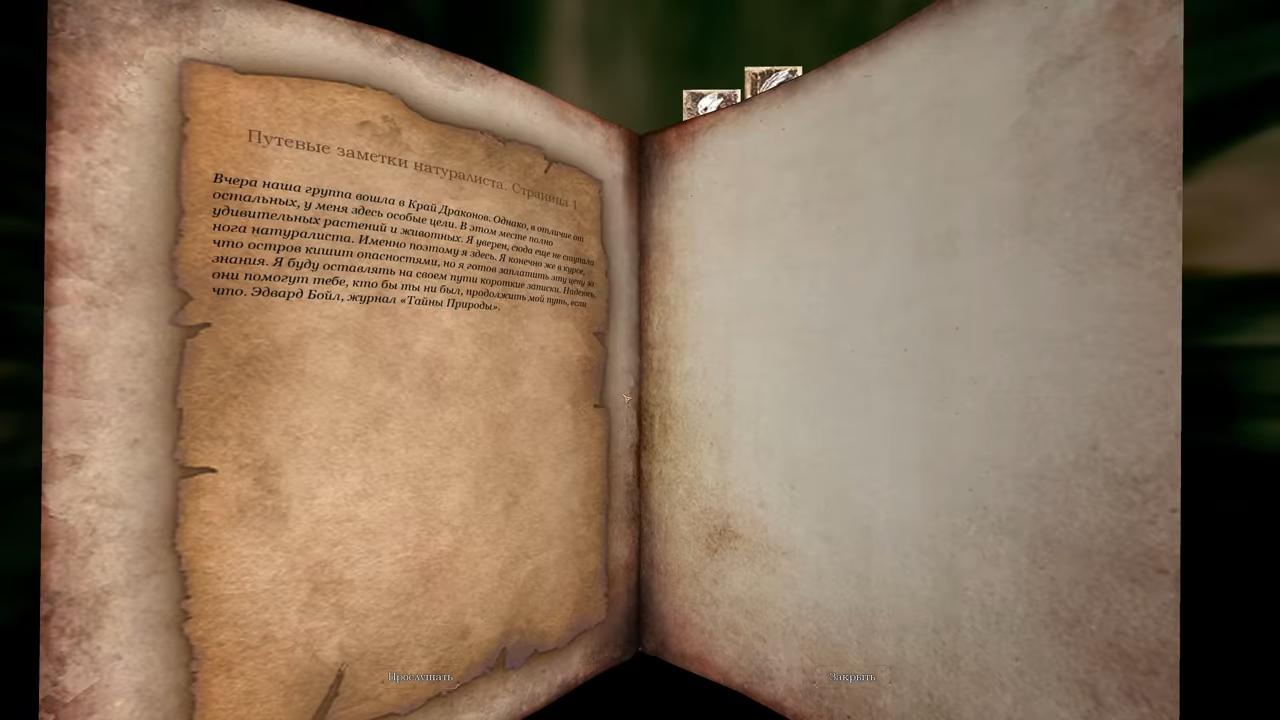 Путевые заметки натуралиста. Страница 1
Вчера наша группа вошла в Край Драконов. Однако, в отличие от
остальных, у меня здесь особые цели. В этом месте полно
удивительных растений и животных. Я уверен, сюда еще не ступала
нога натуралиста. Именно поэтому я здесь. Я конечно же в курсе,
что остров кишит опасностями, но я готов заплатить эту цену за
знания. Я буду оставлять на своем пути короткие записки. Надеюсь,
они помогут тебе, кто бы ты ни был, продолжить мой путь, если
что. Эдвард Бойл, журнал «Тайны Природы».
Прослушать
Закрыть